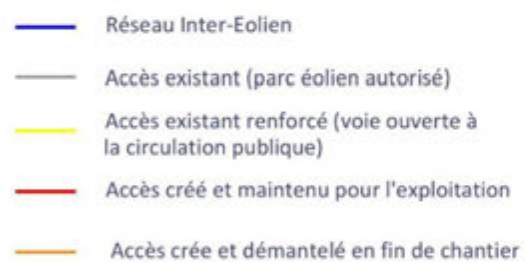 Réseau Inter-Eolien
Accès existant (parc éolien autorisé)
Accès existant renforcé (voie ouverte à
la circulation publique)
Accès créé et maintenu pour l'exploitation
Accès crée et démantelé en fin de chantier